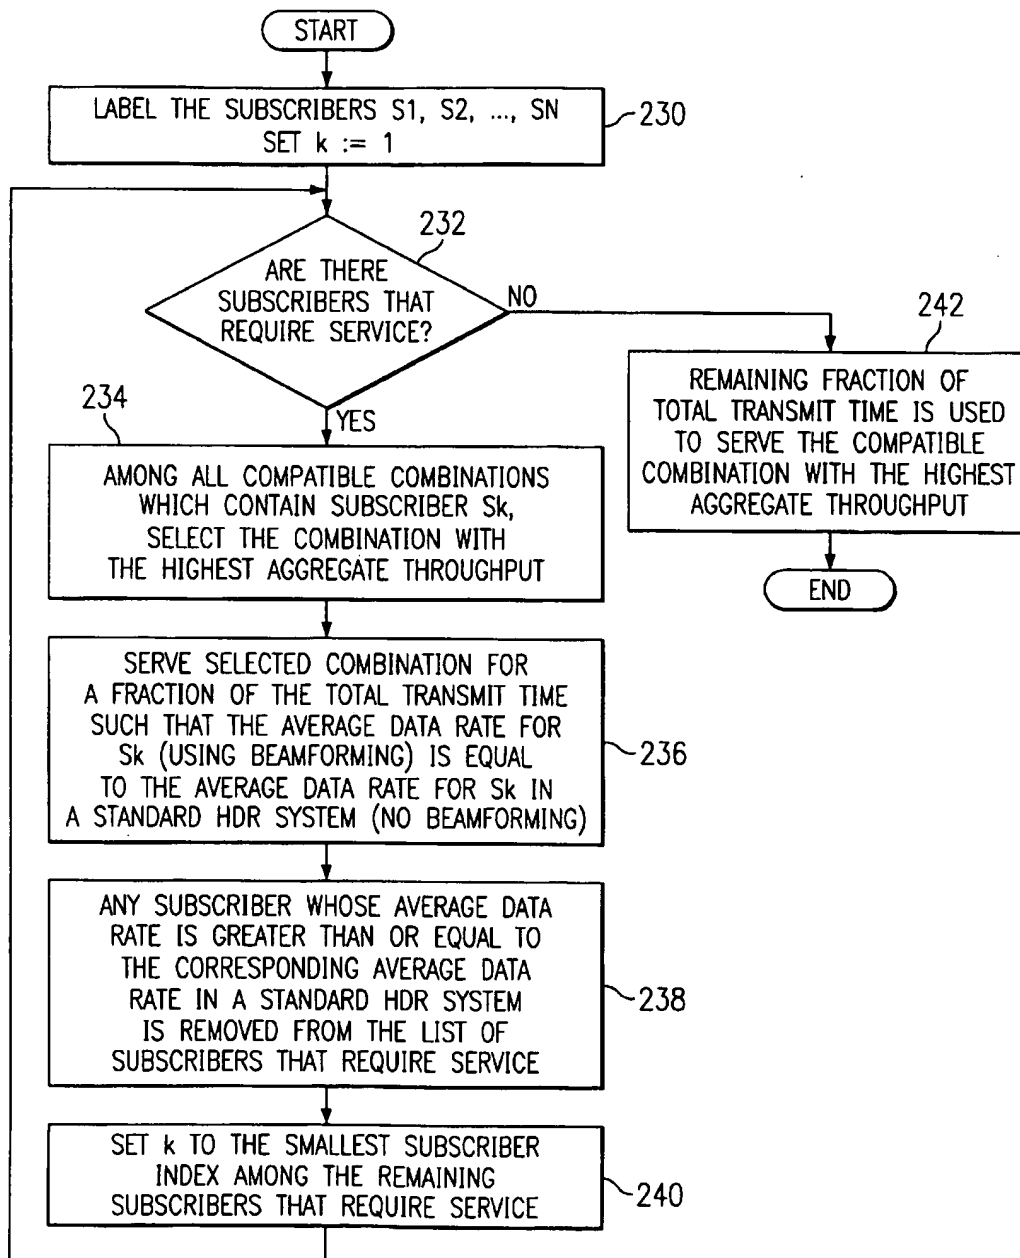 START
LABEL THE SUBSCRIBERS S1, S2, ..., SN
SET k := 1
230
232
ARE THERE
SUBSCRIBERS THAT
REQUIRE SERVICE?
NO
YES
242
REMAINING FRACTION OF
TOTAL TRANSMIT TIME IS USED
TO SERVE THE COMPATIBLE
COMBINATION WITH THE HIGHEST
AGGREGATE THROUGHPUT
END
234
AMONG ALL COMPATIBLE COMBINATIONS
WHICH CONTAIN SUBSCRIBER Sk,
SELECT THE COMBINATION WITH
THE HIGHEST AGGREGATE THROUGHPUT
SERVE SELECTED COMBINATION FOR
A FRACTION OF THE TOTAL TRANSMIT TIME
SUCH THAT THE AVERAGE DATA RATE FOR
Sk (USING BEAMFORMING) IS EQUAL
TO THE AVERAGE DATA RATE FOR Sk IN
A STANDARD HDR SYSTEM (NO BEAMFORMING)
236
ANY SUBSCRIBER WHOSE AVERAGE DATA
RATE IS GREATER THAN OR EQUAL TO
THE CORRESPONDING AVERAGE DATA
RATE IN A STANDARD HDR SYSTEM
IS REMOVED FROM THE LIST OF
SUBSCRIBERS THAT REQUIRE SERVICE
238
SET k TO THE SMALLEST SUBSCRIBER
INDEX AMONG THE REMAINING
SUBSCRIBERS THAT REQUIRE SERVICE
240